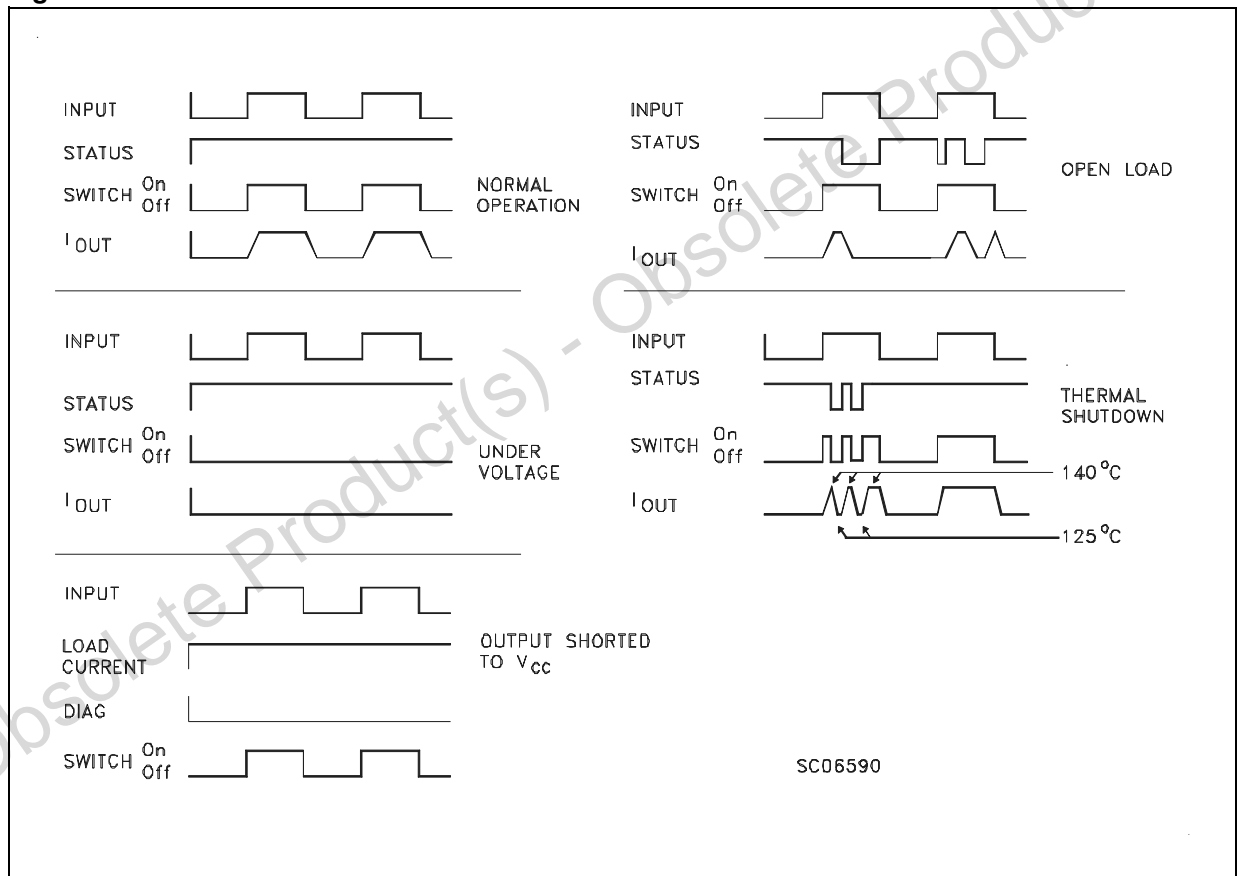 INPUT
STATUS
SWITCH On
Off
I OUT
NORMAL
OPERATION
INPUT
STATUS
SWITCH On
Off
I OUT
OPEN LOAD
INPUT
STATUS
SWITCH On
Off
I OUT
UNDER
VOLTAGE
INPUT
STATUS
SWITCH On
Off
I OUT
THERMAL
SHUTDOWN
140 °C
125 °C
INPUT
LOAD
CURRENT
DIAG
SWITCH On
Off
OUTPUT SHORTED
TO VCC
SC06590
Obsolete Product(s) - Obsolete Produc